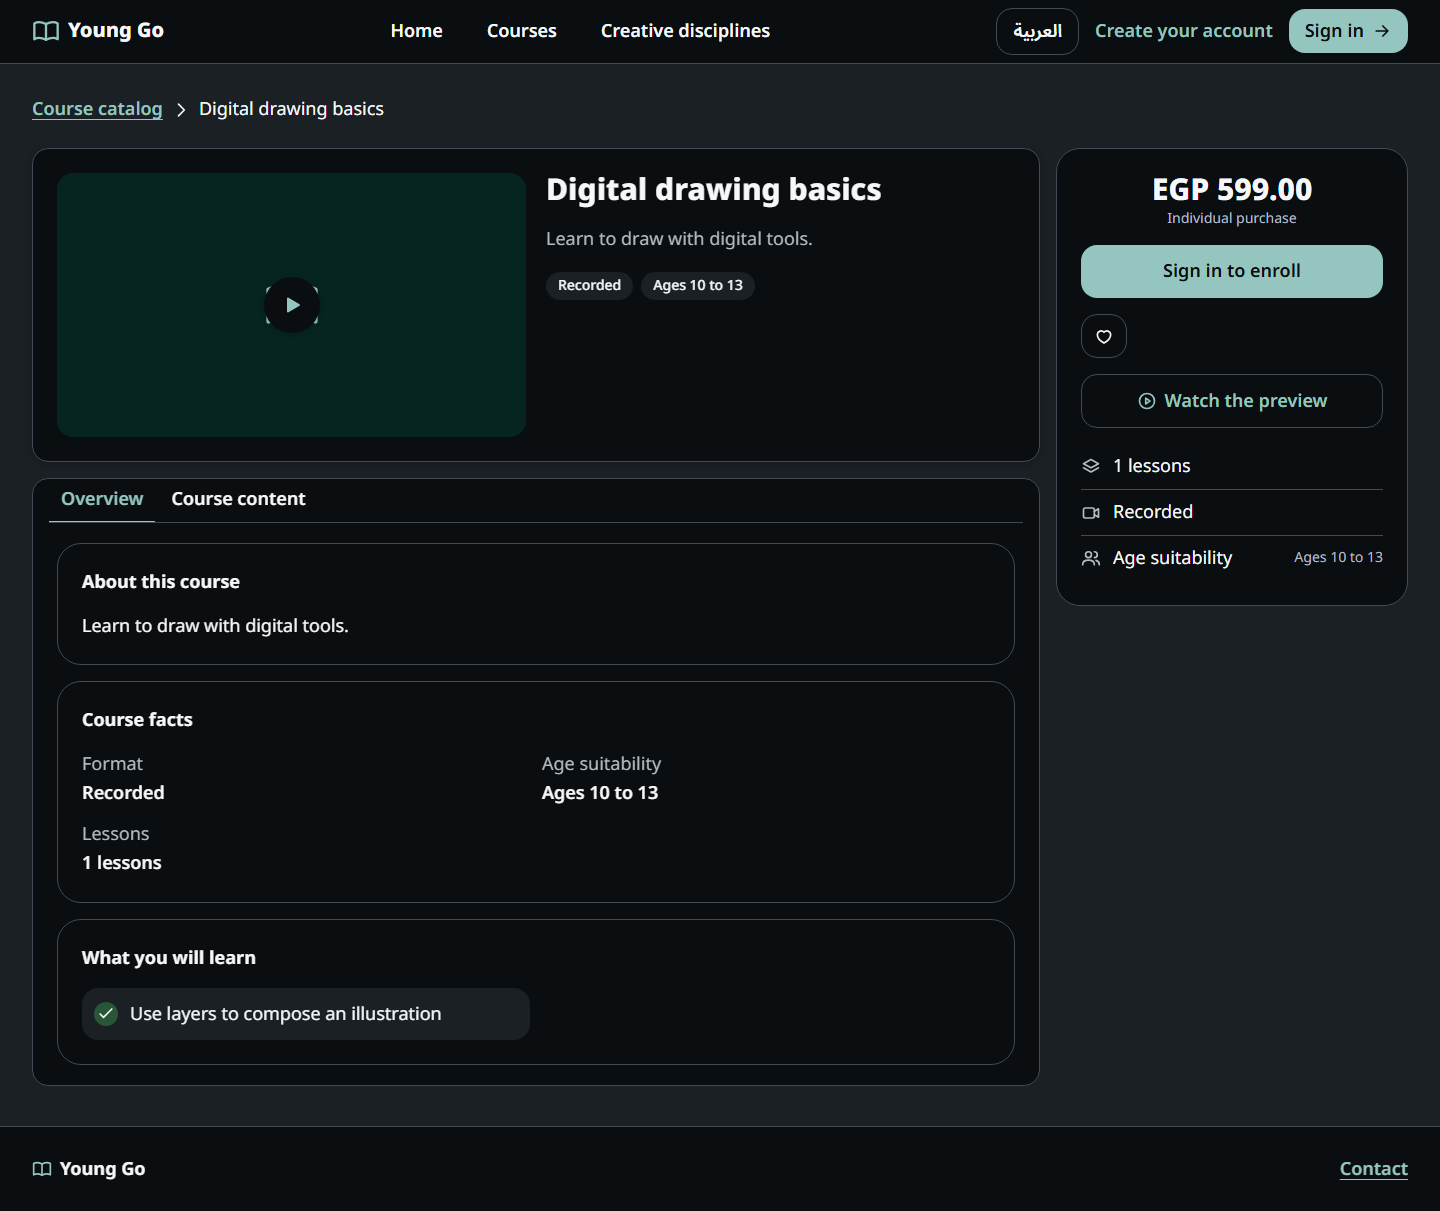 Young Go
Home
Courses
Creative disciplines
العربية
Create your account
Sign in
Course catalog
Digital drawing basics
Digital drawing basics
Learn to draw with digital tools.
Recorded
Ages 10 to 13
EGP 599.00
Individual purchase
Sign in to enroll
Watch the preview
1 lessons
Recorded
Age suitability
Ages 10 to 13
Overview
Course content
About this course
Learn to draw with digital tools.
Course facts
Format
Recorded
Age suitability
Ages 10 to 13
Lessons
1 lessons
What you will learn
Use layers to compose an illustration
Young Go
Contact